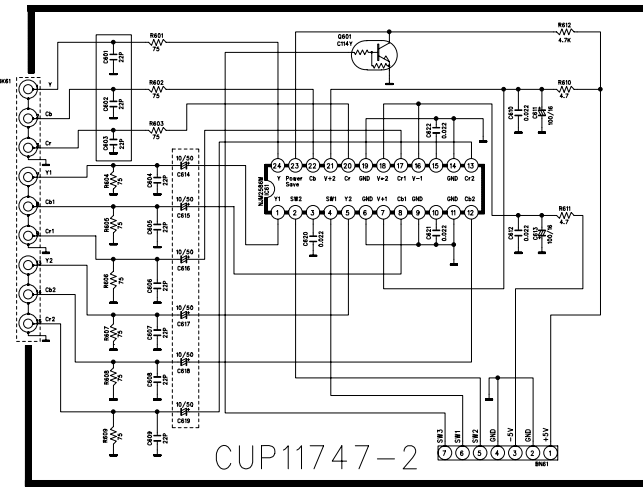 R612
4.7K
Q601
C114Y
R601
75
C601
22P
Y
R602
75
C602
22P
Cb
R603
75
C603
22P
Cr
R610
4.7
C610
0.022
C611
100/16
C622
0.022
24 23 22 21 20 19 18 17 16 15 14 13
Y Power Save Cb V+2 Cr GND V+2 Cr1 V-1 GND Cr2
Y1 SW2 SW1 Y2 GND V+1 Cb1 GND GND Cb2
1 2 3 4 5 6 7 8 9 10 11 12
IC61
C620
0.022
C621
0.022
R611
4.7
C612
0.022
C613
100/16
Y1
R604
75
C604
22P
10/50
C614
Cb1
R605
75
C605
22P
10/50
C615
Cr1
R606
75
C606
22P
10/50
C616
Y2
R607
75
C607
22P
10/50
C617
Cb2
R608
75
C608
22P
10/50
C618
Cr2
R609
75
C609
22P
10/50
C619
CUP11747-2
SW3 SW1 SW2 GND -5V GND +5V
7 6 5 4 3 2 1
BN61